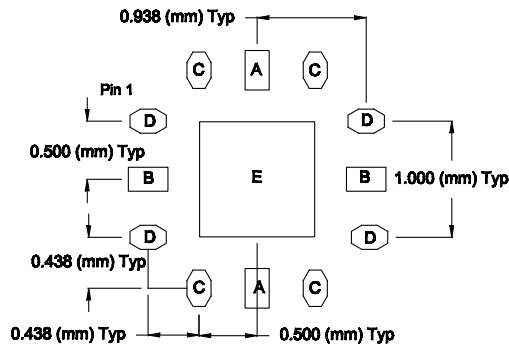 0.938 (mm) Typ
C A C
Pin 1
D D
0.500 (mm) Typ
B E B 1.000 (mm) Typ
D D
0.438 (mm) Typ
C A C
0.438 (mm) Typ 0.500 (mm) Typ